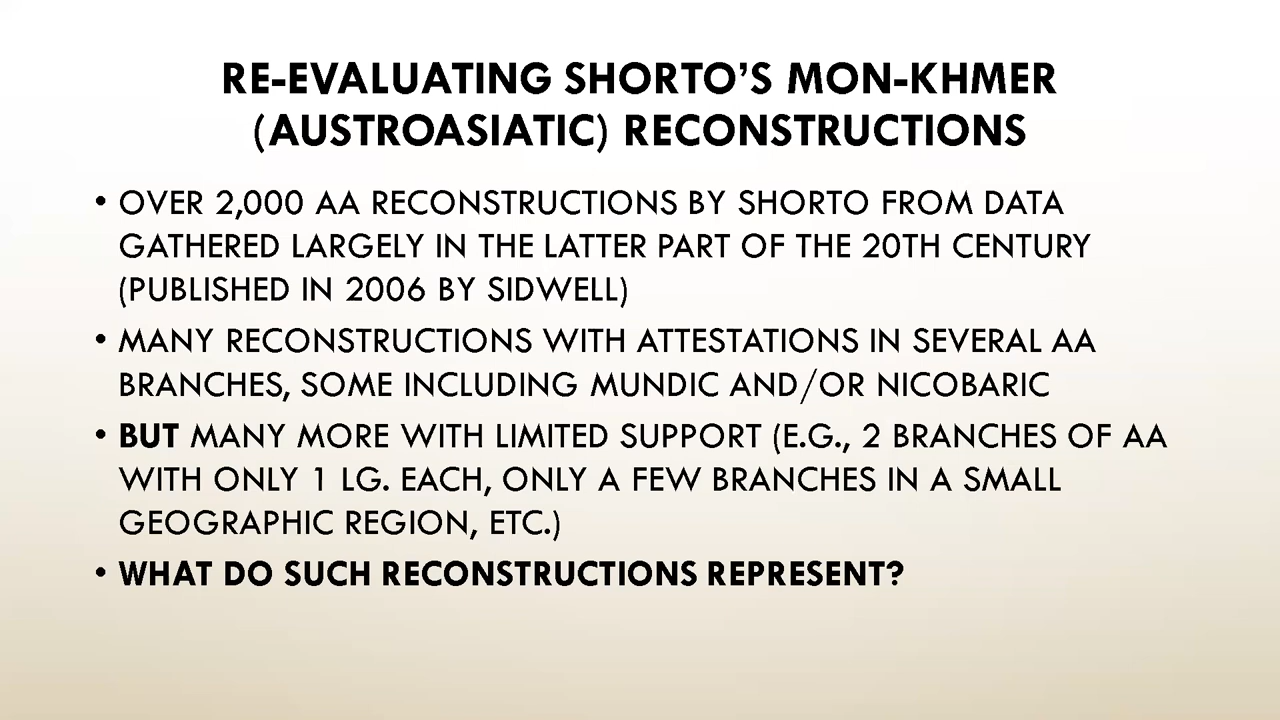 RE-EVALUATING SHORTO'S MON-KHMER
(AUSTROASIATIC) RECONSTRUCTIONS
• OVER 2,000 AA RECONSTRUCTIONS BY SHORTO FROM DATA
GATHERED LARGELY IN THE LATTER PART OF THE 20TH CENTURY
(PUBLISHED IN 2006 BY SIDWELL)
• MANY RECONSTRUCTIONS WITH ATTESTATIONS IN SEVERAL AA
BRANCHES, SOME INCLUDING MUNDIC AND/OR NICOBARIC
• BUT MANY MORE WITH LIMITED SUPPORT (E.G., 2 BRANCHES OF AA
WITH ONLY 1 LG. EACH, ONLY A FEW BRANCHES IN A SMALL
GEOGRAPHIC REGION, ETC.)
• WHAT DO SUCH RECONSTRUCTIONS REPRESENT?